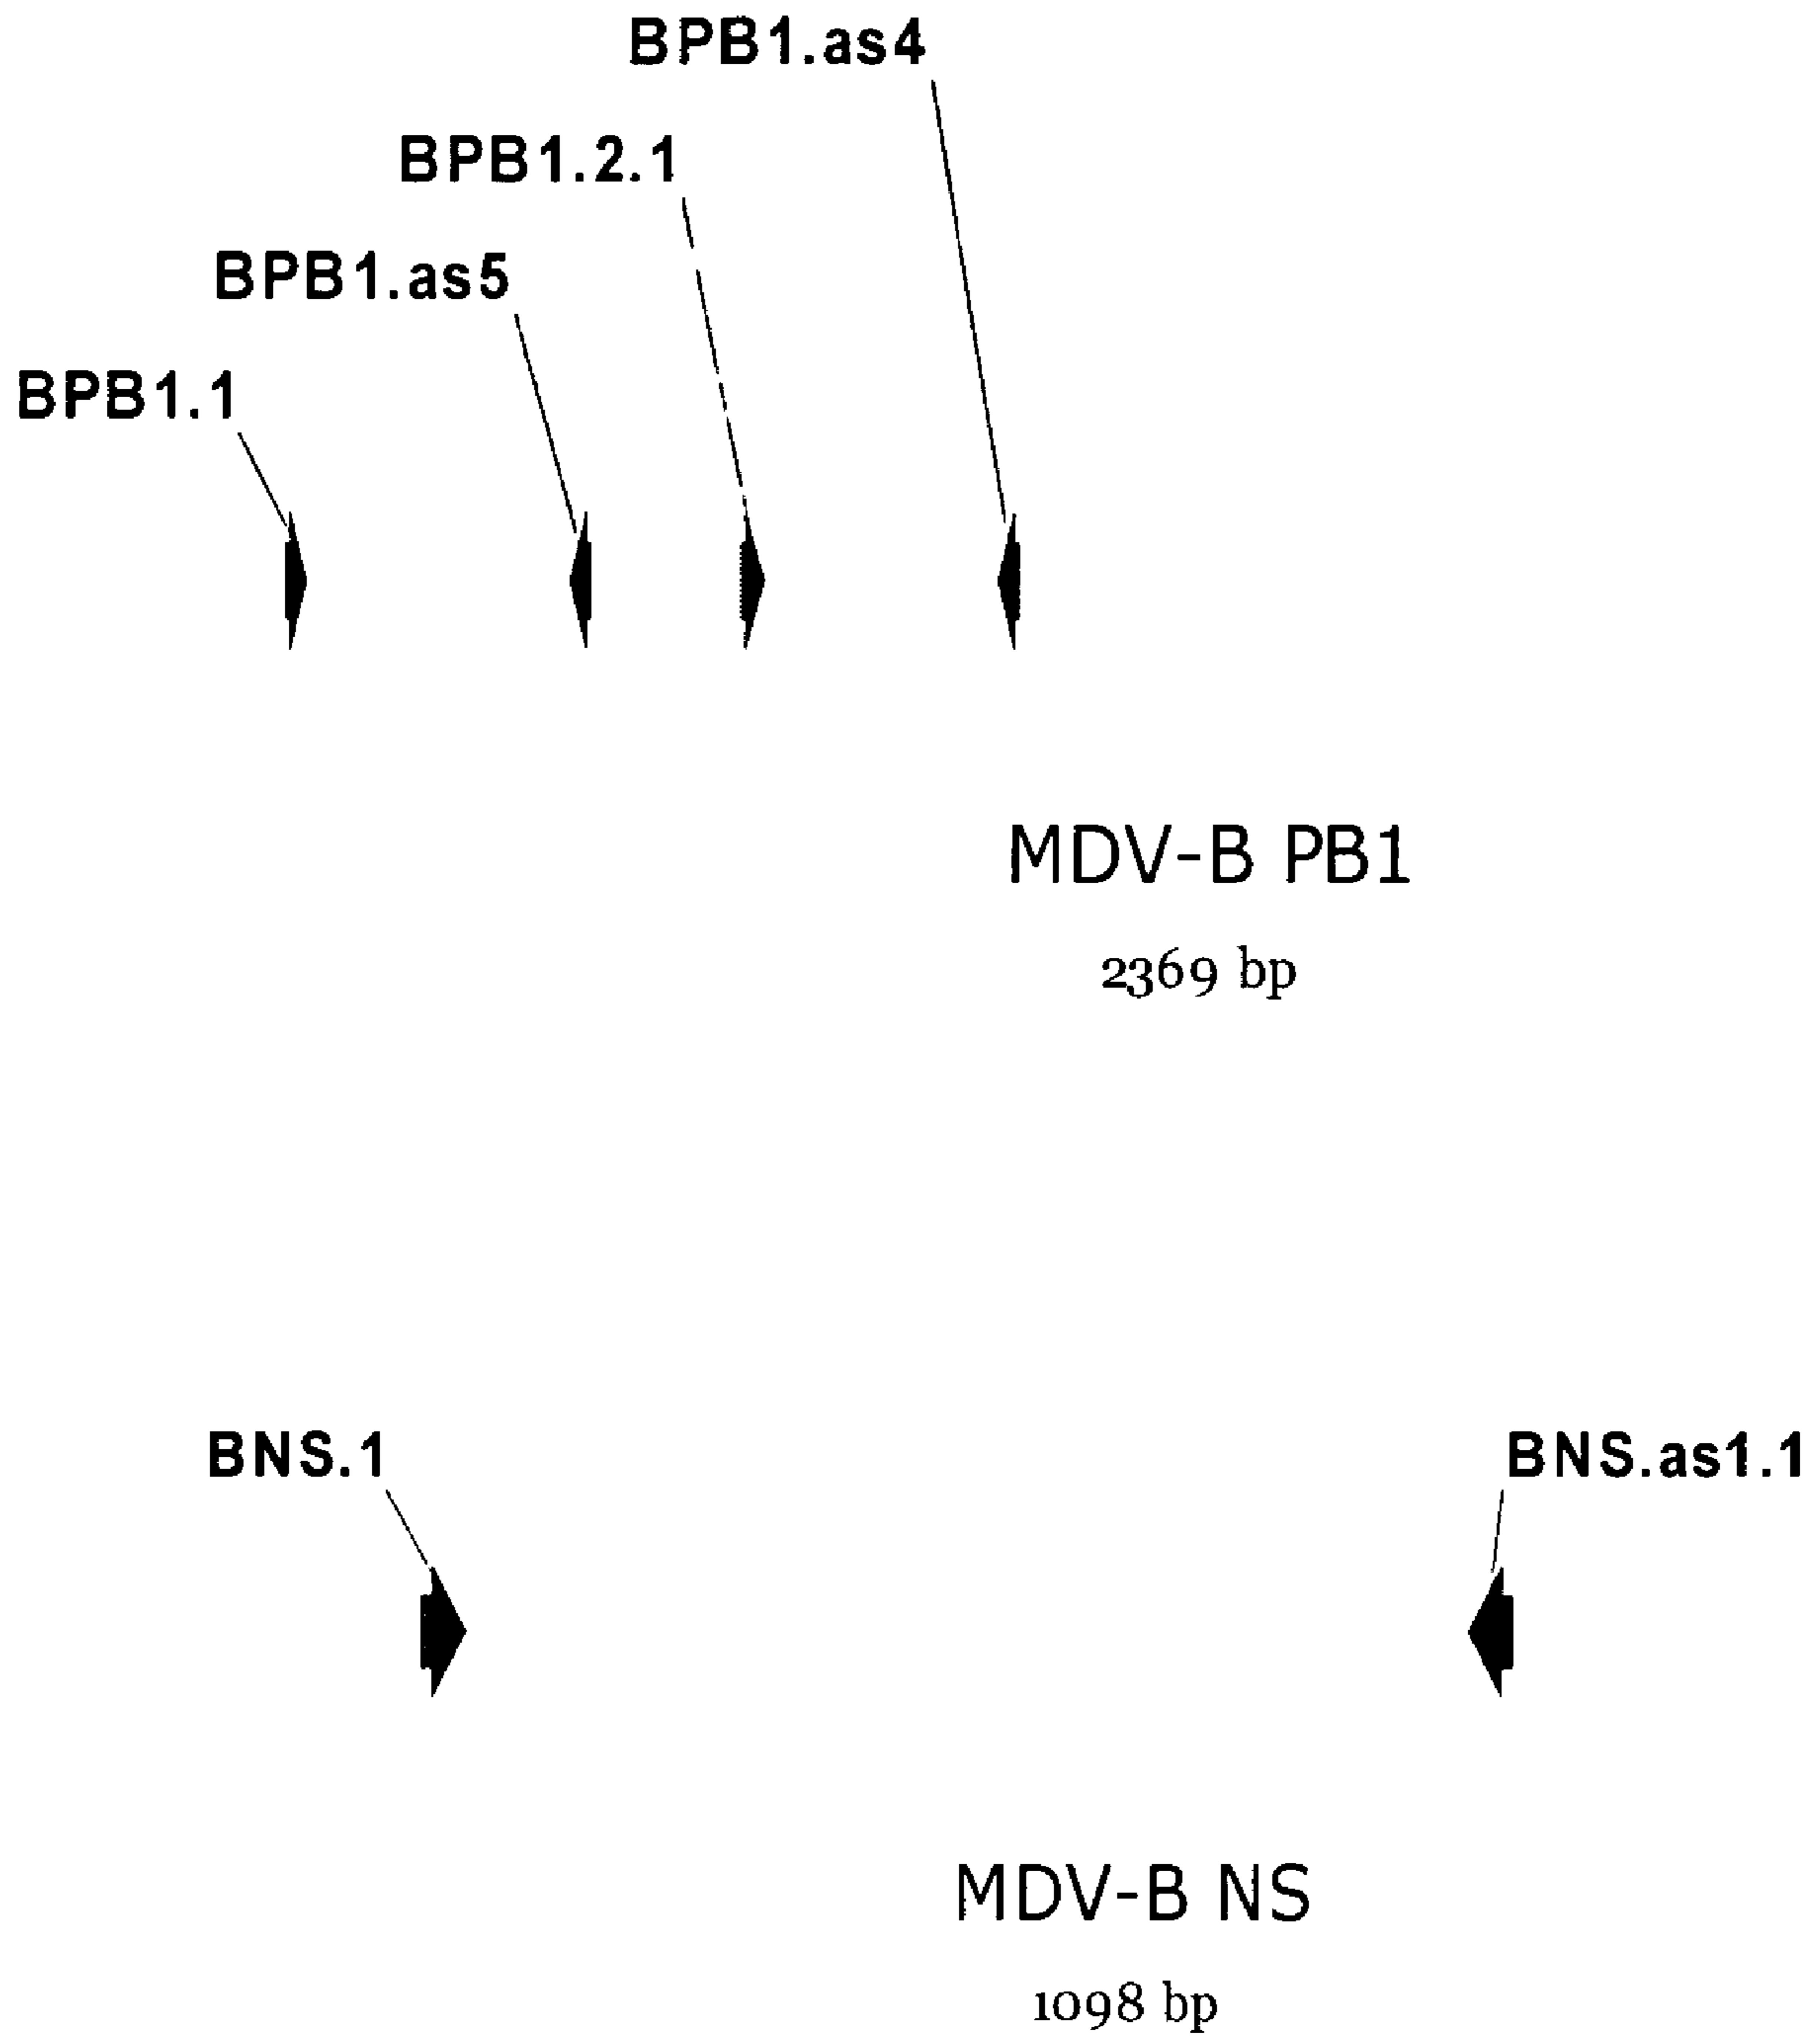 BPB1.as4
BPB1.2.1
BPB1.as5
BPB1.1
MDV-B PB1
2369 bp
BNS.1
BNS.as1.1
MDV-B NS
1098 bp